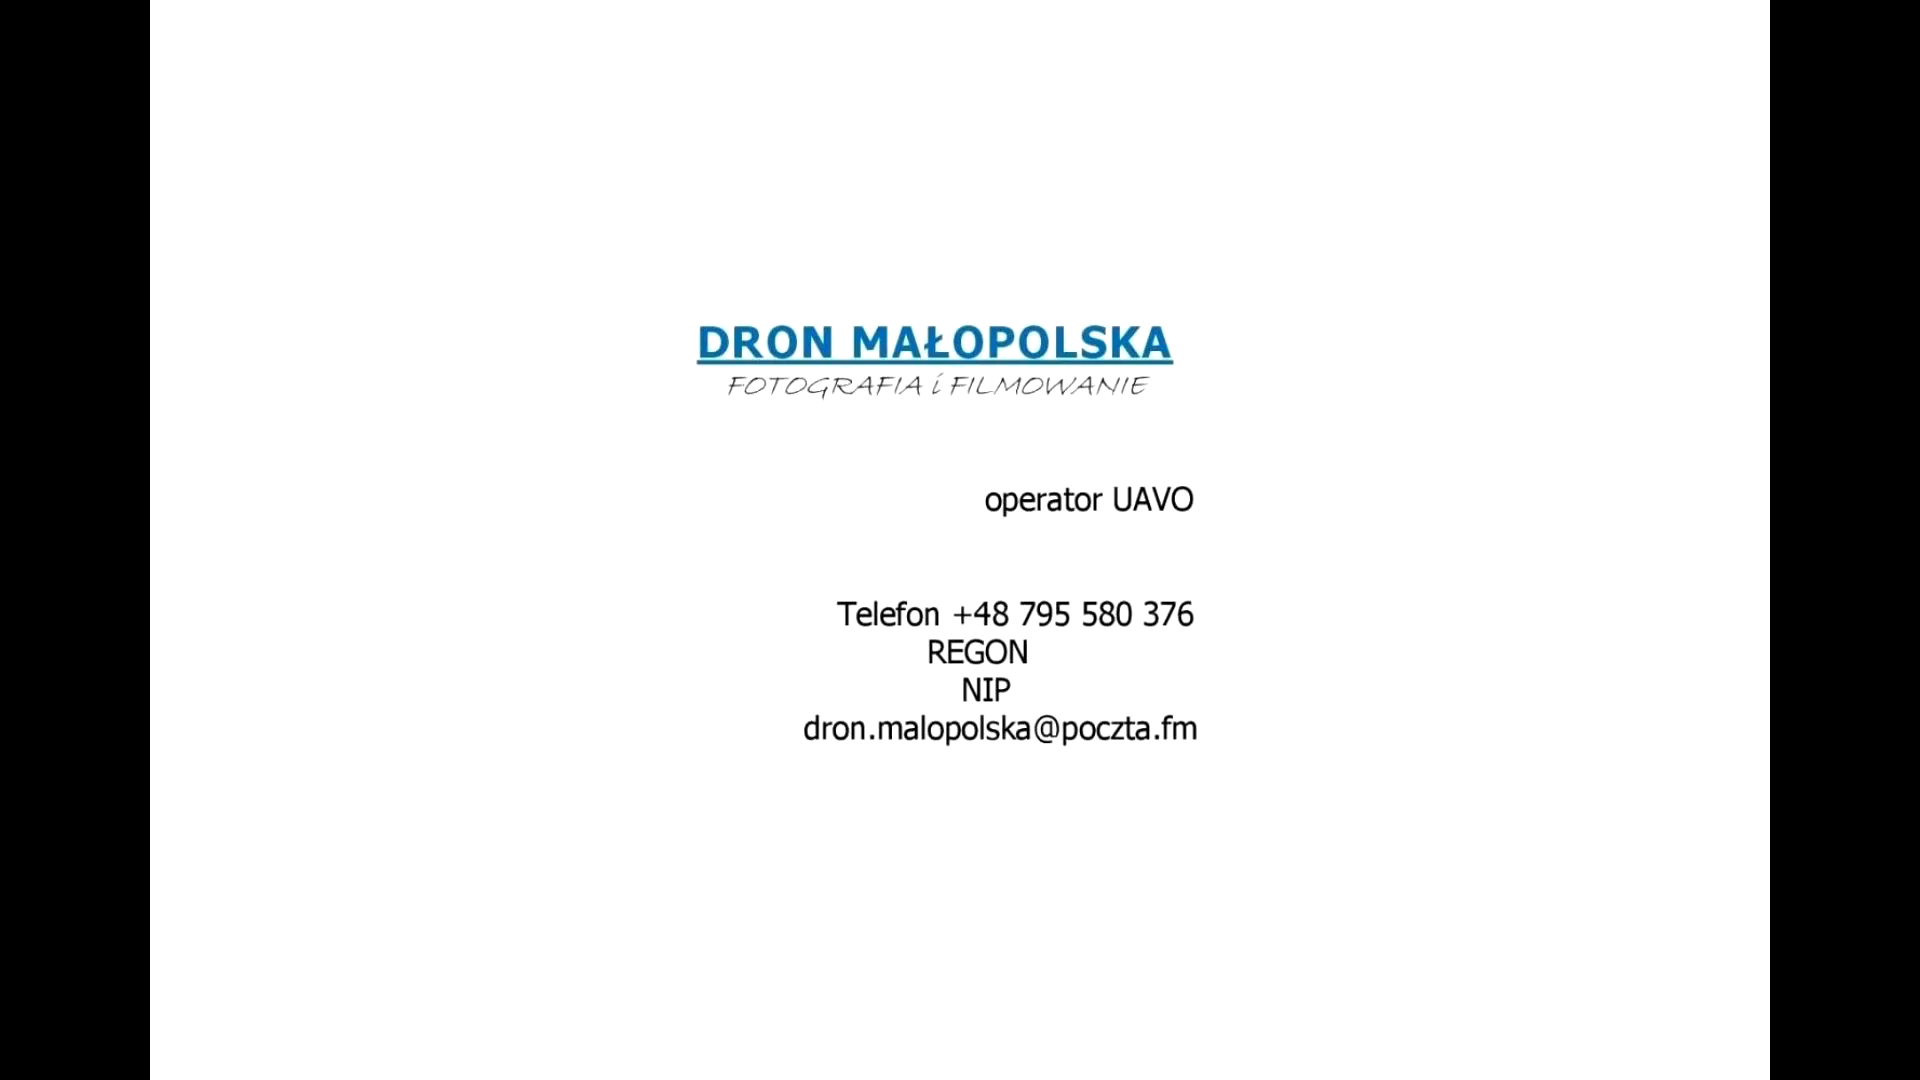 DRON MAŁOPOLSKA
FOTOGRAFIA i FILMOWANIE
operator UAVO
Telefon +48 795 580 376
REGON
NIP
dron.malopolska@poczta.fm